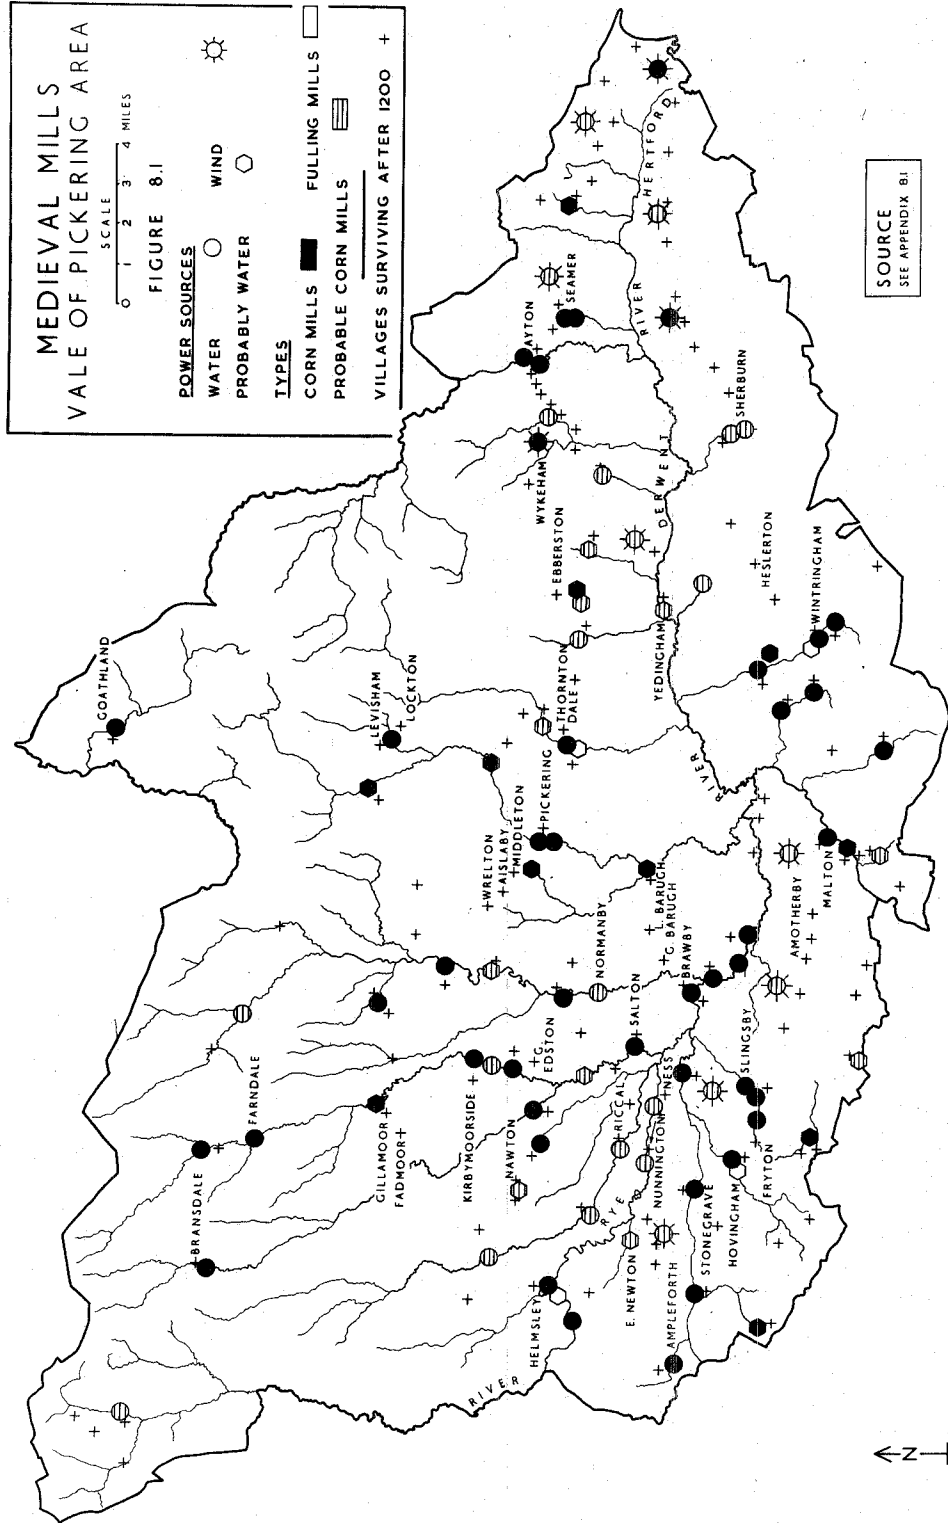 MEDIEVAL MILLS
VALE OF PICKERING AREA
SCALE
0 1 2 3 4 MILES
FIGURE 8.1
POWER SOURCES
WATER WIND
PROBABLY WATER
TYPES
CORN MILLS FULLING MILLS
PROBABLE CORN MILLS
VILLAGES SURVIVING AFTER 1200
GOATHLAND
BRANSDALE
FARNDALE
LEVISHAM
LOCKTON
GILLAMOOR
FADMOOR
KIRBYMOORSIDE
NAWTON
G. EDSTON
WRELTON
AISLABY
MIDDLETON
PICKERING
THORNTON
DALE
EBBERSTON
WYKEHAM
AYTON
SEAMER
RIVER
HERTFORD
DERWENT
RIVER
YEDINGHAM
HESLERTON
SHERBURN
WINTRINGHAM
NORMANBY
L. BARUGH
G. BARUGH
BRAWBY
SALTON
NESS
RICCAL
NUNNINGTON
RYE
RIVER
HELMSLEY
E. NEWTON
AMPLEFORTH
STONEGRAVE
HOVINGHAM
FRYTON
SLINGSBY
AMOTHERBY
MALTON
SOURCE
SEE APPENDIX 8.1
N